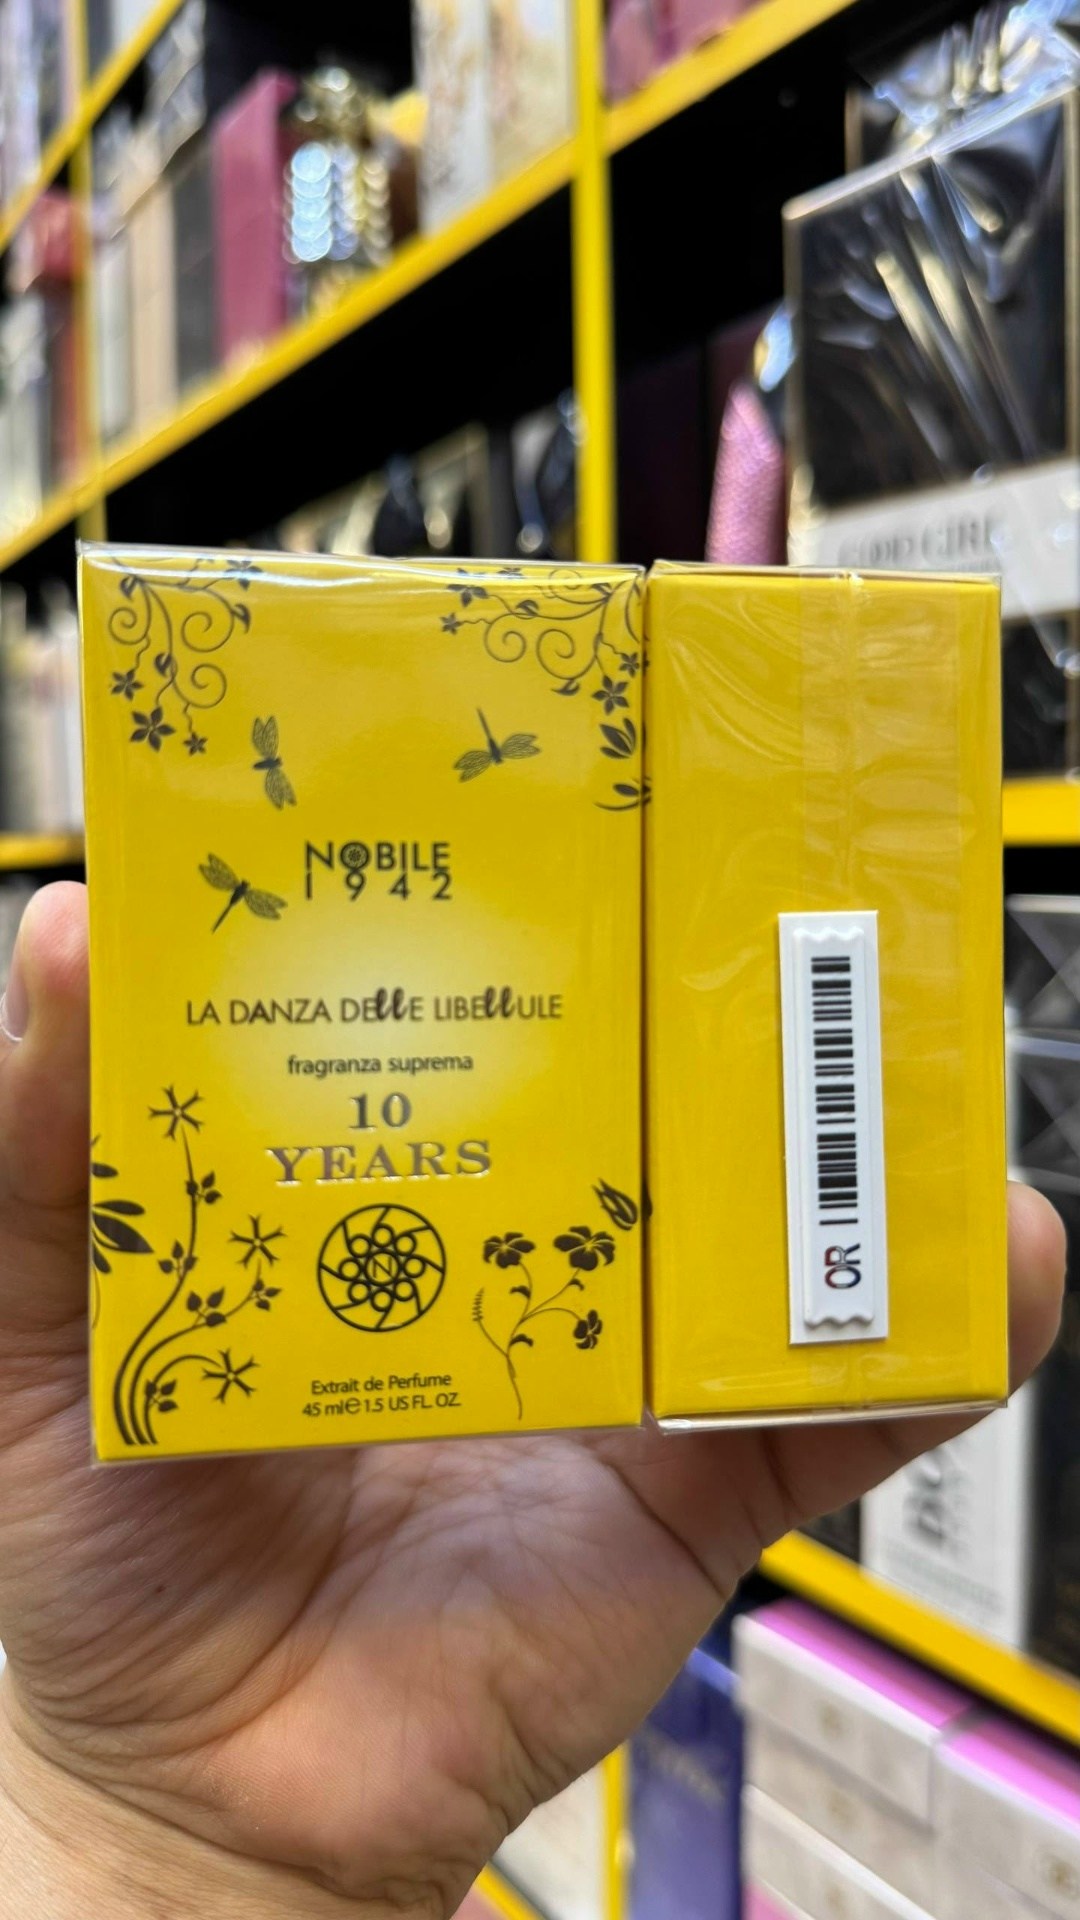 NOBILE
1942
LA DANZA DELLE LIBELLULE
fragranza suprema
10
YEARS
N
Extrait de Perfume
45 ml e 1.5 US FL. OZ.
OR